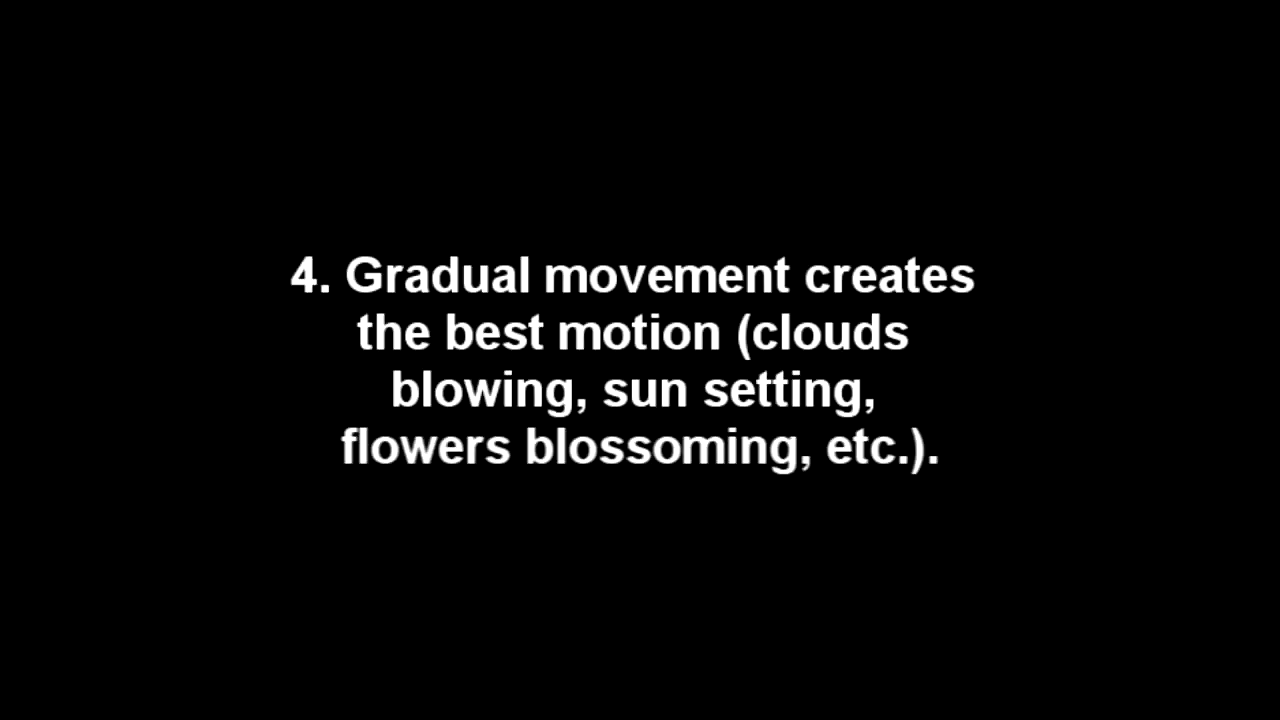 4. Gradual movement creates
the best motion (clouds
blowing, sun setting,
flowers blossoming, etc.).